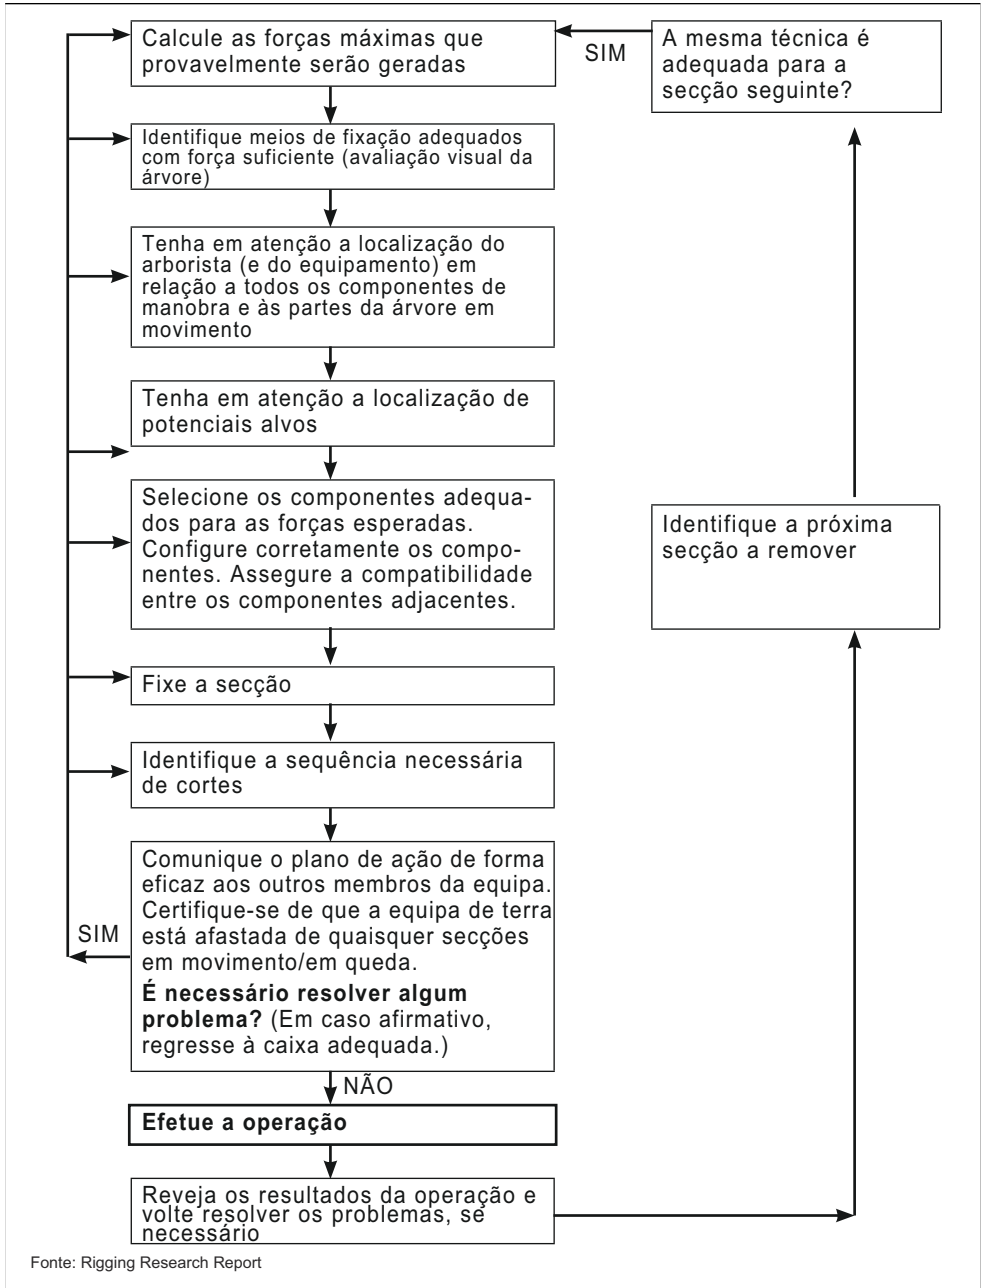 Calcule as forças máximas que
provavelmente serão geradas
SIM
A mesma técnica é
adequada para a
secção seguinte?
Identifique meios de fixação adequados
com força suficiente (avaliação visual da
árvore)
Tenha em atenção a localização do
arborista (e do equipamento) em
relação a todos os componentes de
manobra e às partes da árvore em
movimento
Tenha em atenção a localização de
potenciais alvos
Selecione os componentes adequa-
dos para as forças esperadas.
Configure corretamente os compo-
nentes. Assegure a compatibilidade
entre os componentes adjacentes.
Identifique a próxima
secção a remover
Fixe a secção
Identifique a sequência necessária
de cortes
Comunique o plano de ação de forma
eficaz aos outros membros da equipa.
Certifique-se de que a equipa de terra
está afastada de quaisquer secções
em movimento/em queda.
É necessário resolver algum
problema? (Em caso afirmativo,
regresse à caixa adequada.)
SIM
NÃO
Efetue a operação
Reveja os resultados da operação e
volte resolver os problemas, se
necessário
Fonte: Rigging Research Report